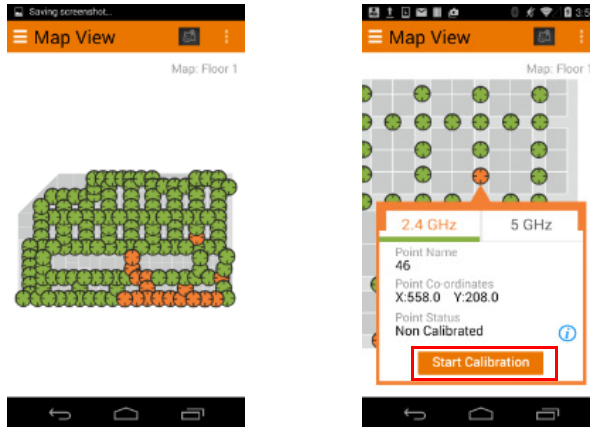 Saving screenshot...
Map View
Map: Floor 1
Map View
Map: Floor 1
2.4 GHz
5 GHz
Point Name
46
Point Co-ordinates
X:558.0 Y:208.0
Point Status
Non Calibrated
Start Calibration